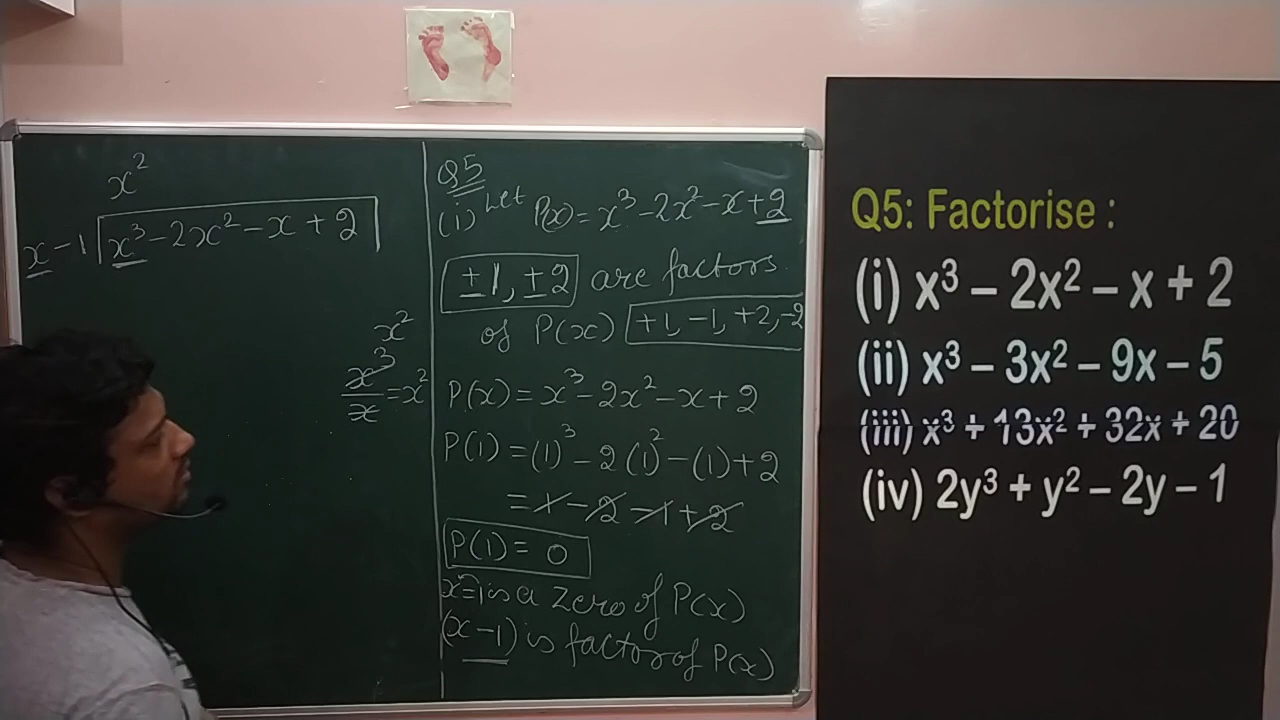 x²
x - 1 | x³ - 2x² - x + 2
x²
x³/x = x²
Q5
(i) Let P(x) = x³ - 2x² - x + 2
±1, ±2 are factors
of P(x) +1, -1, +2, -2
P(x) = x³ - 2x² - x + 2
P(1) = (1)³ - 2(1)² - (1) + 2
= 1 - 2 - 1 + 2
P(1) = 0
x=1 is a zero of P(x)
(x - 1) is factor of P(x)
Q5: Factorise :
(i) x³ – 2x² – x + 2
(ii) x³ – 3x² – 9x – 5
(iii) x³ + 13x² + 32x + 20
(iv) 2y³ + y² – 2y – 1